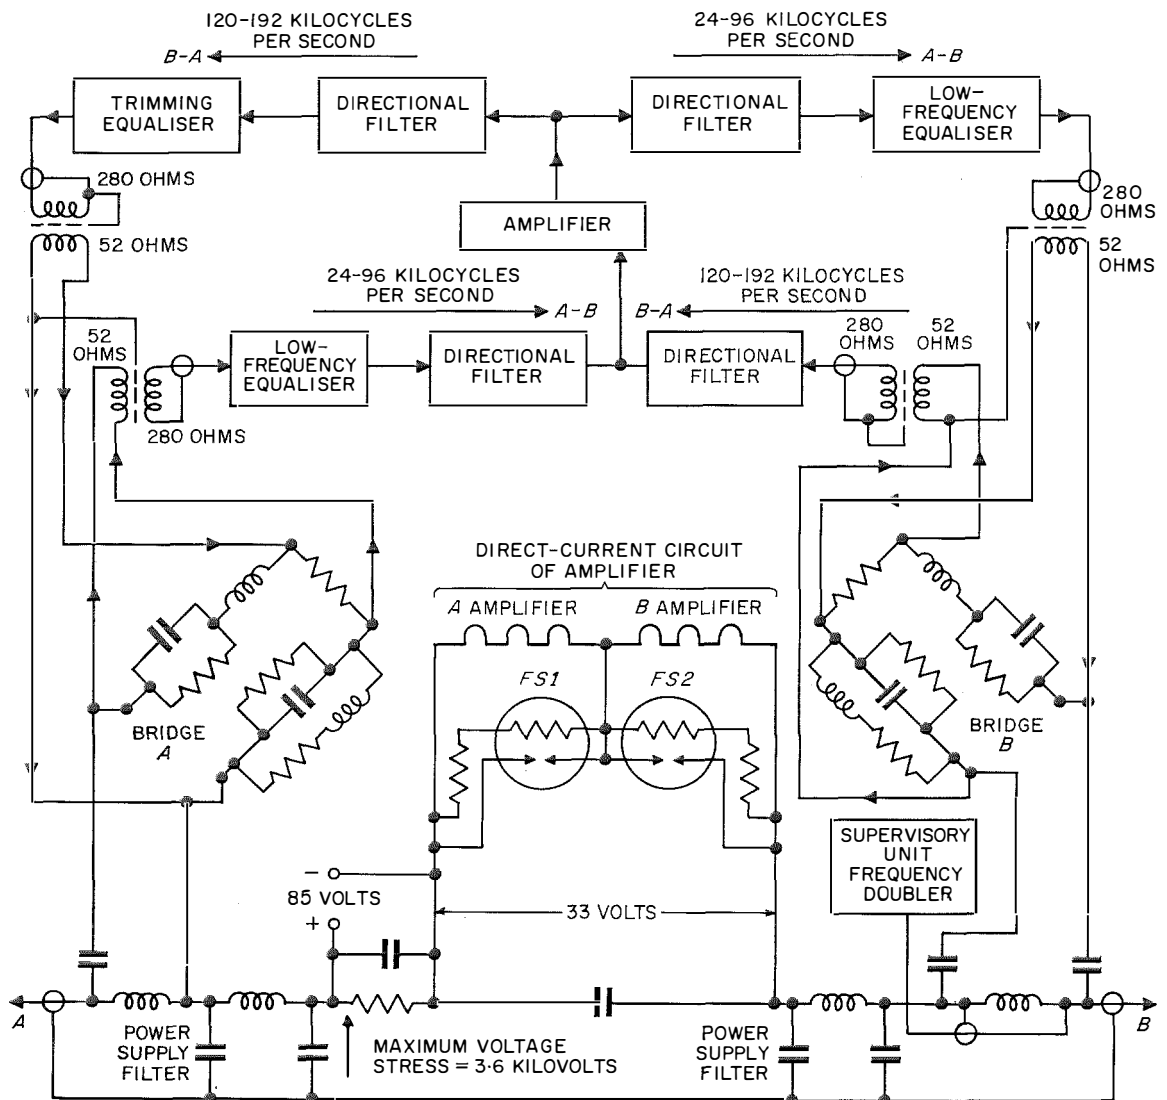 120-192 KILOCYCLES
PER SECOND
B-A
24-96 KILOCYCLES
PER SECOND
A-B
TRIMMING
EQUALISER
DIRECTIONAL
FILTER
DIRECTIONAL
FILTER
LOW-
FREQUENCY
EQUALISER
280 OHMS
52 OHMS
AMPLIFIER
280
OHMS
52
OHMS
24-96 KILOCYCLES
PER SECOND
A-B
120-192 KILOCYCLES
PER SECOND
B-A
52
OHMS
LOW-
FREQUENCY
EQUALISER
DIRECTIONAL
FILTER
DIRECTIONAL
FILTER
280
OHMS
52
OHMS
280 OHMS
DIRECT-CURRENT CIRCUIT
OF AMPLIFIER
A AMPLIFIER
B AMPLIFIER
FS1
FS2
BRIDGE
A
BRIDGE
B
SUPERVISORY
UNIT
FREQUENCY
DOUBLER
-
85 VOLTS
+
33 VOLTS
A
POWER
SUPPLY
FILTER
MAXIMUM VOLTAGE
STRESS = 3·6 KILOVOLTS
POWER
SUPPLY
FILTER
B